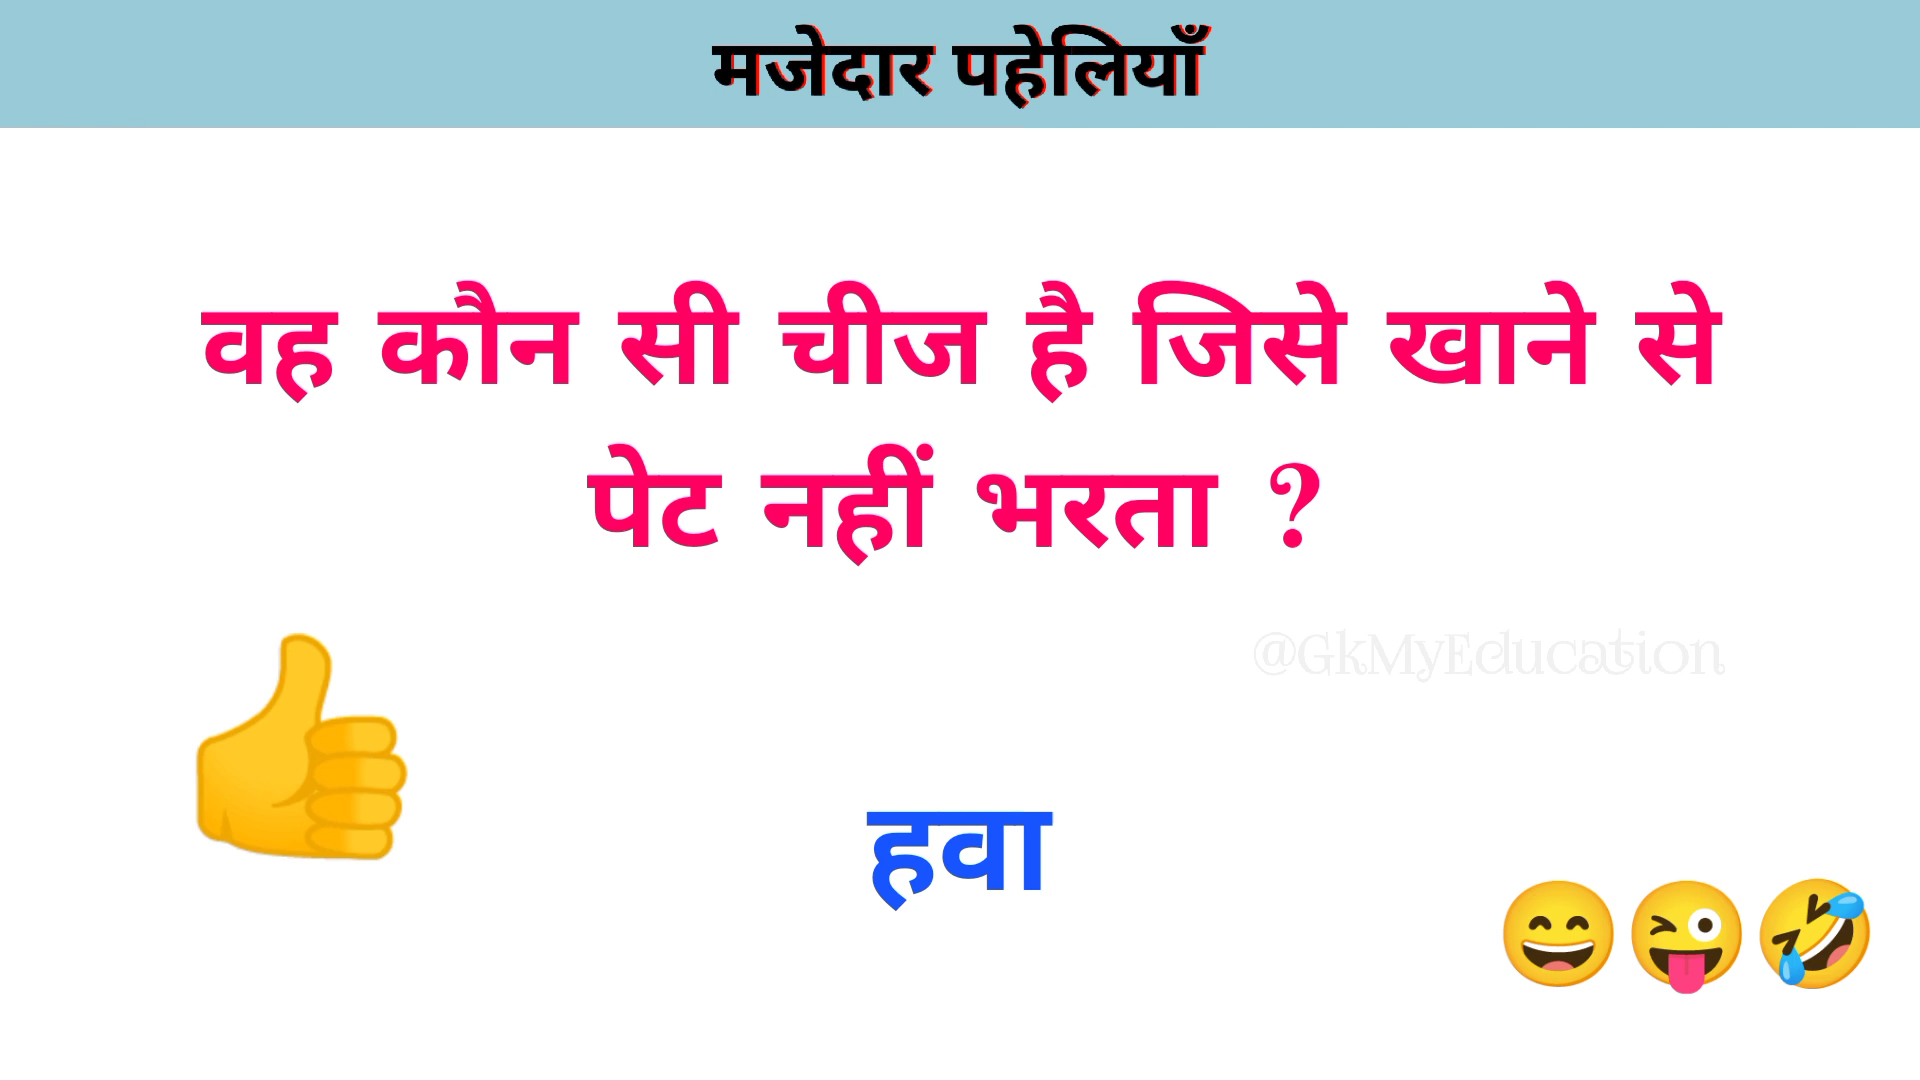 मजेदार पहेलियाँ
वह कौन सी चीज है जिसे खाने से
पेट नहीं भरता ?
@GkMyEducation
हवा